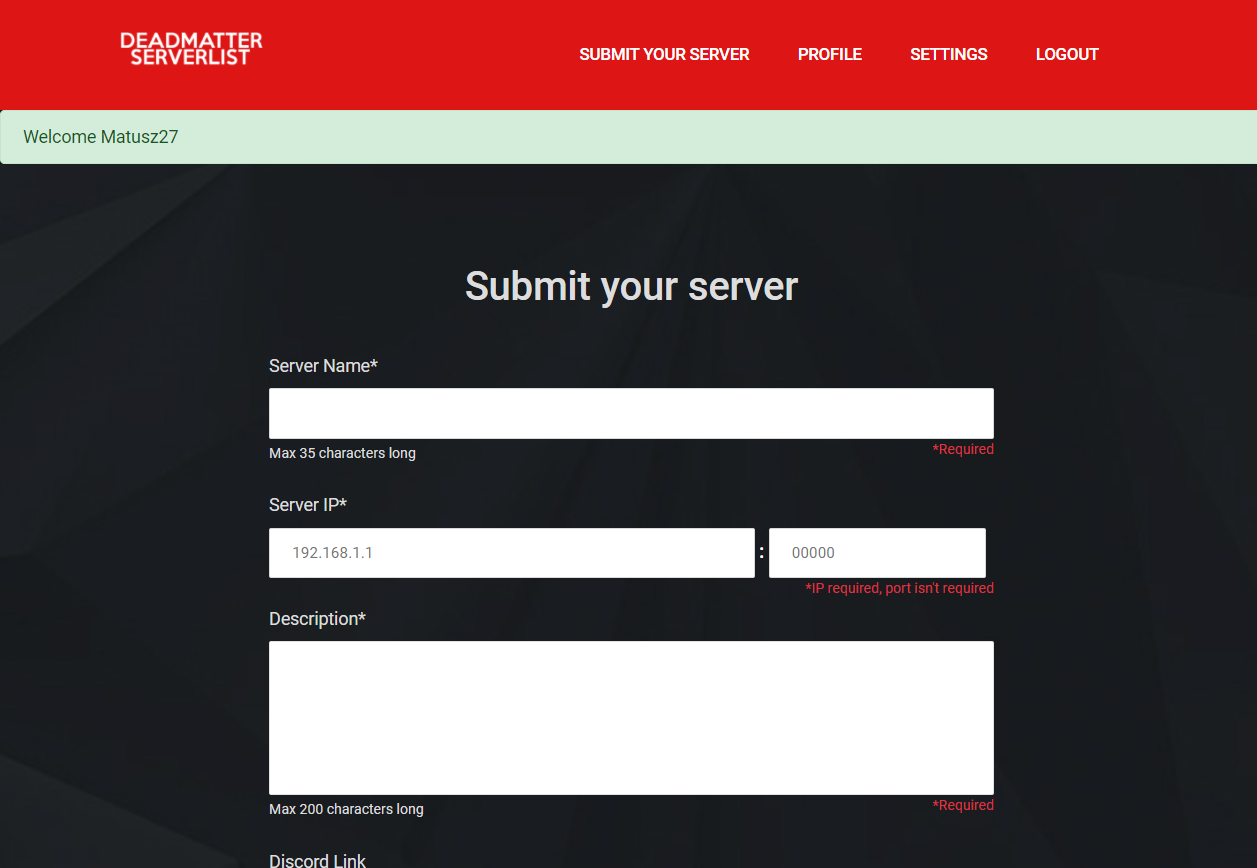 DEADMATTER
SERVERLIST
SUBMIT YOUR SERVER
PROFILE
SETTINGS
LOGOUT
Welcome Matusz27
Submit your server
Server Name*
Max 35 characters long
*Required
Server IP*
192.168.1.1
:
00000
*IP required, port isn't required
Description*
Max 200 characters long
*Required
Discord Link